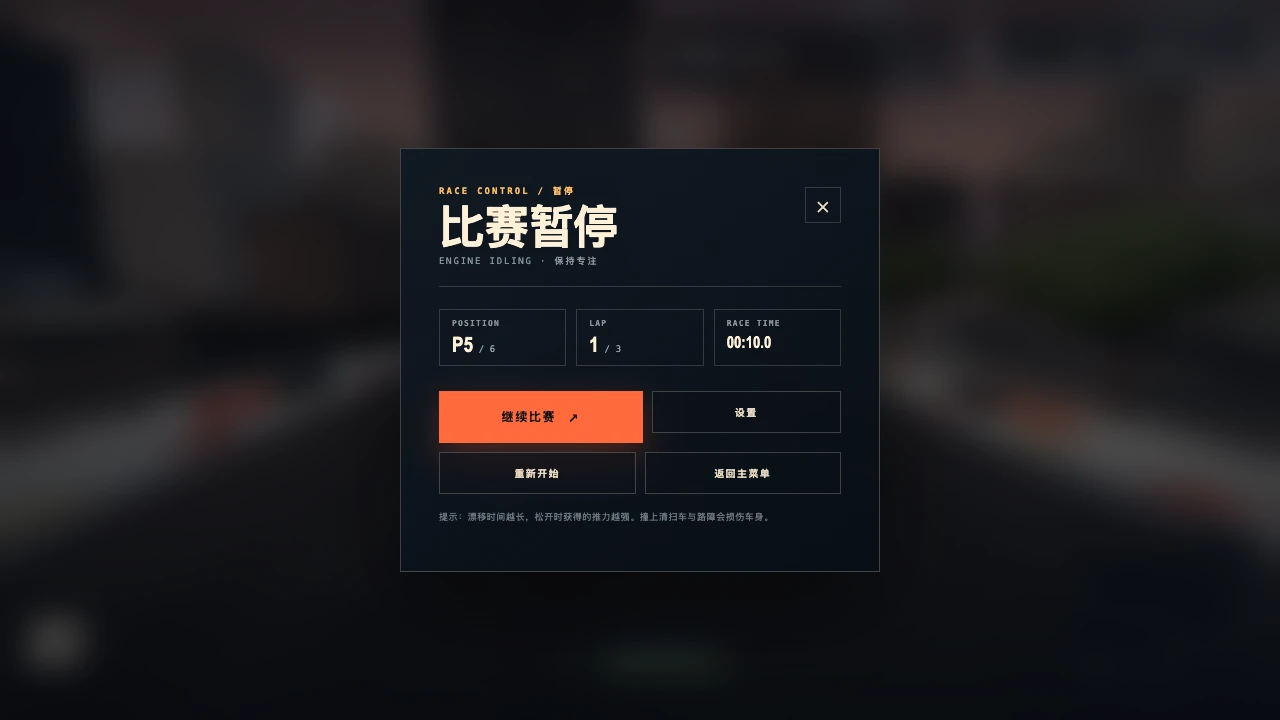 RACE CONTROL / 暂停
比赛暂停
ENGINE IDLING · 保持专注
POSITION
P5 / 6
LAP
1 / 3
RACE TIME
00:10.0
继续比赛 ↗
设置
重新开始
返回主菜单
提示：漂移时间越长，松开时获得的推力越强。撞上清扫车与路障会损伤车身。